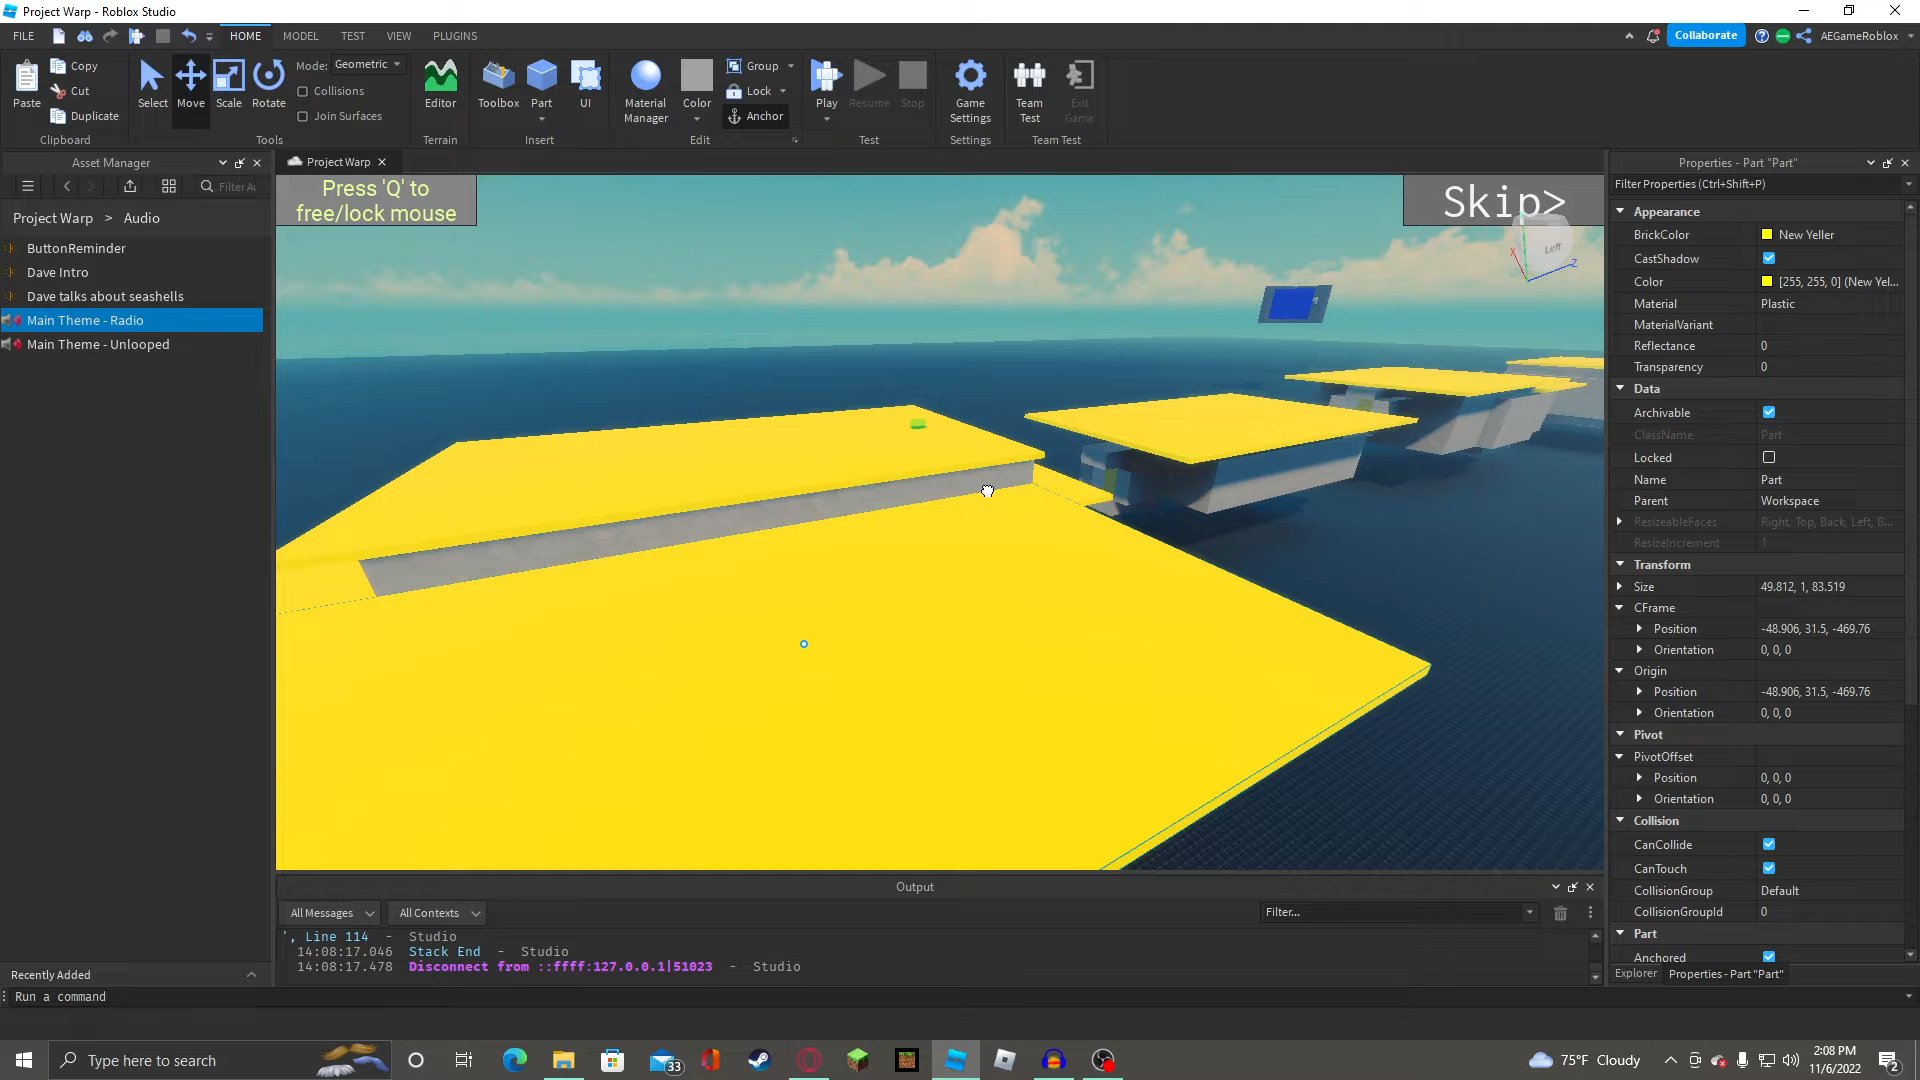 Project Warp - Roblox Studio
FILE HOME MODEL TEST VIEW PLUGINS Collaborate AEGameRoblox
Paste Copy Cut Duplicate Clipboard
Select Move Scale Rotate Mode: Geometric Collisions Join Surfaces Tools
Editor Terrain
Toolbox Part UI Insert
Material Manager Color Group Lock Anchor Edit
Play Resume Stop Test
Game Settings Settings
Team Test Exit Game Team Test
Asset Manager
Filter A
Project Warp > Audio
ButtonReminder
Dave Intro
Dave talks about seashells
Main Theme - Radio
Main Theme - Unlooped
Recently Added
Project Warp
Press 'Q' to
free/lock mouse
Skip>
Left
X
Z
Output
All Messages All Contexts Filter...
', Line 114 - Studio
14:08:17.046 Stack End - Studio
14:08:17.478 Disconnect from ::ffff:127.0.0.1|51023 - Studio
Properties - Part "Part"
Filter Properties (Ctrl+Shift+P)
Appearance
BrickColor New Yeller
CastShadow
Color [255, 255, 0] (New Yel...
Material Plastic
MaterialVariant
Reflectance 0
Transparency 0
Data
Archivable
ClassName Part
Locked
Name Part
Parent Workspace
ResizeableFaces Right, Top, Back, Left, B...
ResizeIncrement 1
Transform
Size 49.812, 1, 83.519
CFrame
Position -48.906, 31.5, -469.76
Orientation 0, 0, 0
Origin
Position -48.906, 31.5, -469.76
Orientation 0, 0, 0
Pivot
PivotOffset
Position 0, 0, 0
Orientation 0, 0, 0
Collision
CanCollide
CanTouch
CollisionGroup Default
CollisionGroupId 0
Part
Anchored
Explorer Properties - Part "Part"
Run a command
Type here to search
33
75°F Cloudy
2:08 PM
11/6/2022
2